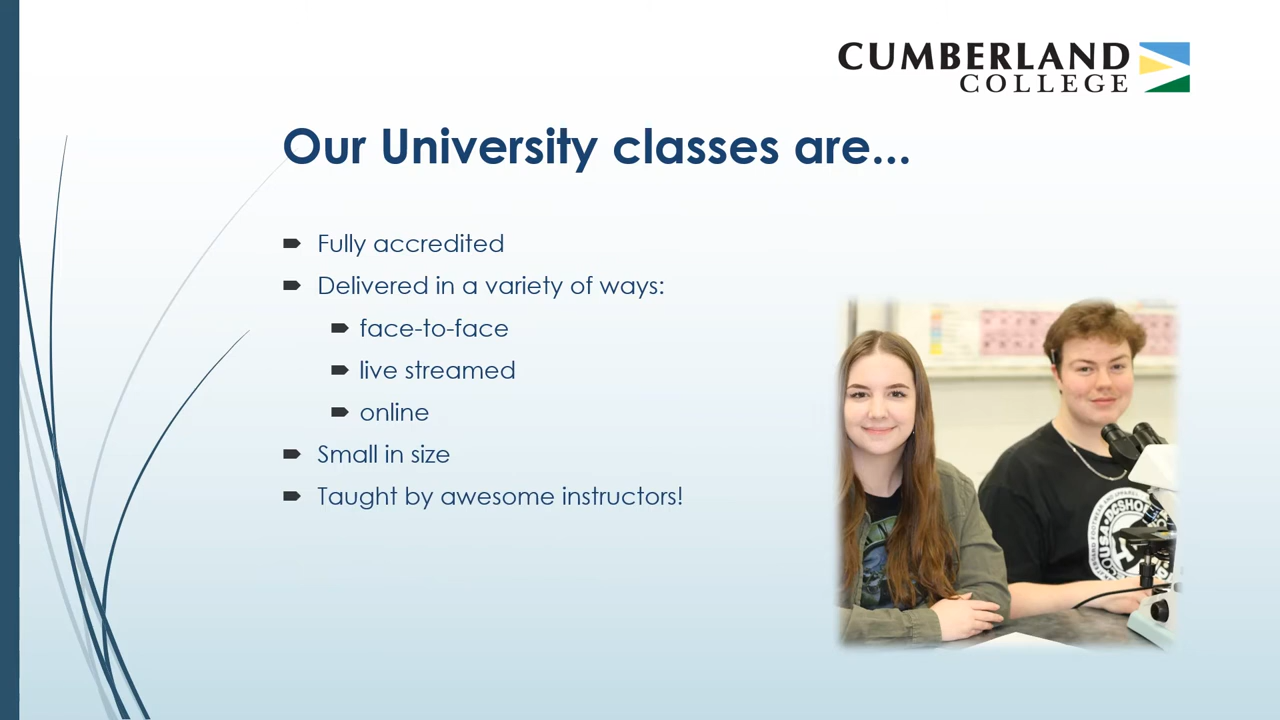 CUMBERLAND
COLLEGE
Our University classes are...
Fully accredited
Delivered in a variety of ways:
face-to-face
live streamed
online
Small in size
Taught by awesome instructors!